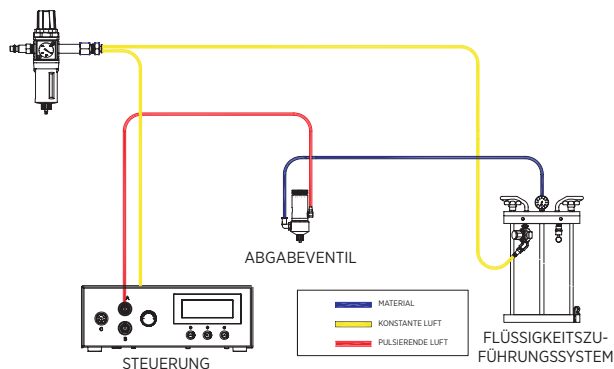 ABGABEVENTIL
A
B
C
STEUERUNG
MATERIAL
KONSTANTE LUFT
PULSIERENDE LUFT
FLÜSSIGKEITSZU-
FÜHRUNGSSYSTEM